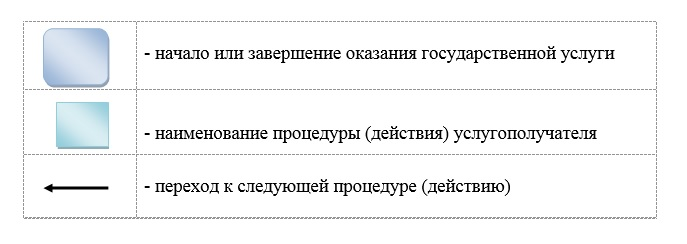 - начало или завершение оказания государственной услуги
- наименование процедуры (действия) услугополучателя
- переход к следующей процедуре (действию)